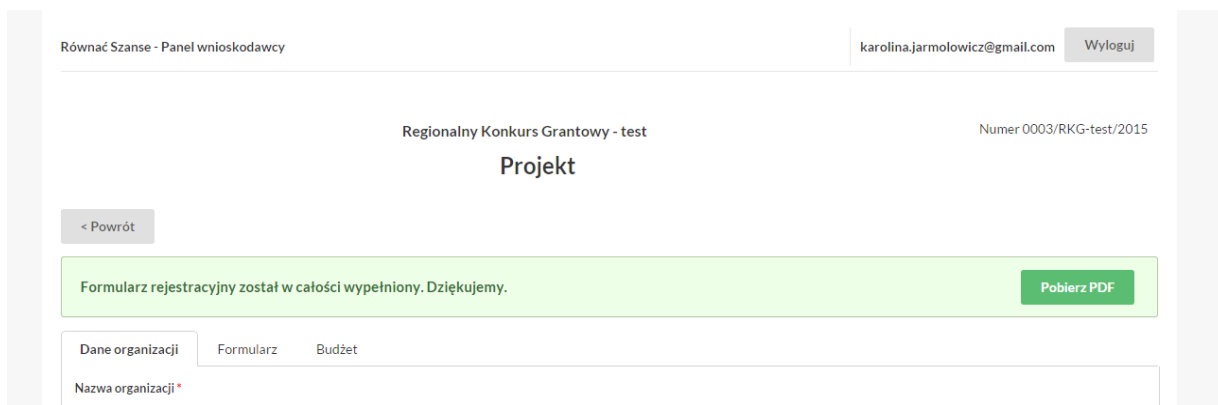 Równać Szanse - Panel wnioskodawcy
karolina.jarmolowicz@gmail.com
Wyloguj
Regionalny Konkurs Grantowy - test
Numer 0003/RKG-test/2015
Projekt
< Powrót
Formularz rejestracyjny został w całości wypełniony. Dziękujemy.
Pobierz PDF
Dane organizacji
Formularz
Budżet
Nazwa organizacji *